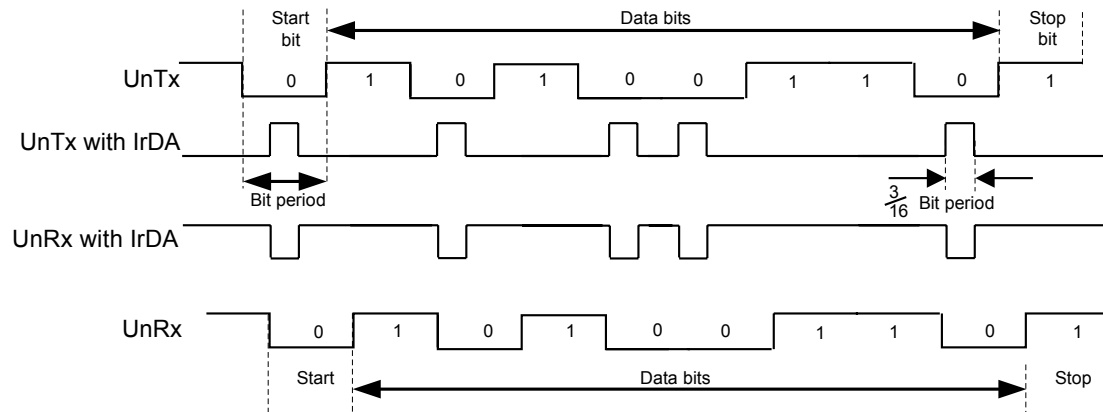 Start bit
Data bits
Stop bit
UnTx
0 1 0 1 0 0 1 1 0 1
UnTx with IrDA
Bit period
3/16 Bit period
UnRx with IrDA
UnRx
0 1 0 1 0 0 1 1 0 1
Start
Data bits
Stop